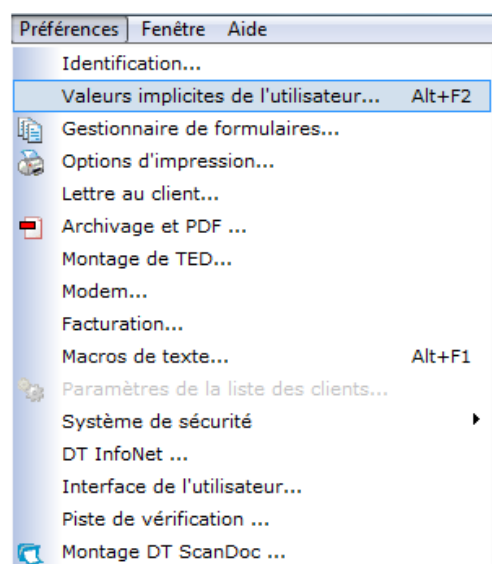 Préférences Fenêtre Aide
Identification...
Valeurs implicites de l'utilisateur... Alt+F2
Gestionnaire de formulaires...
Options d'impression...
Lettre au client...
Archivage et PDF ...
Montage de TED...
Modem...
Facturation...
Macros de texte... Alt+F1
Paramètres de la liste des clients...
Système de sécurité
DT InfoNet ...
Interface de l'utilisateur...
Piste de vérification ...
Montage DT ScanDoc ...